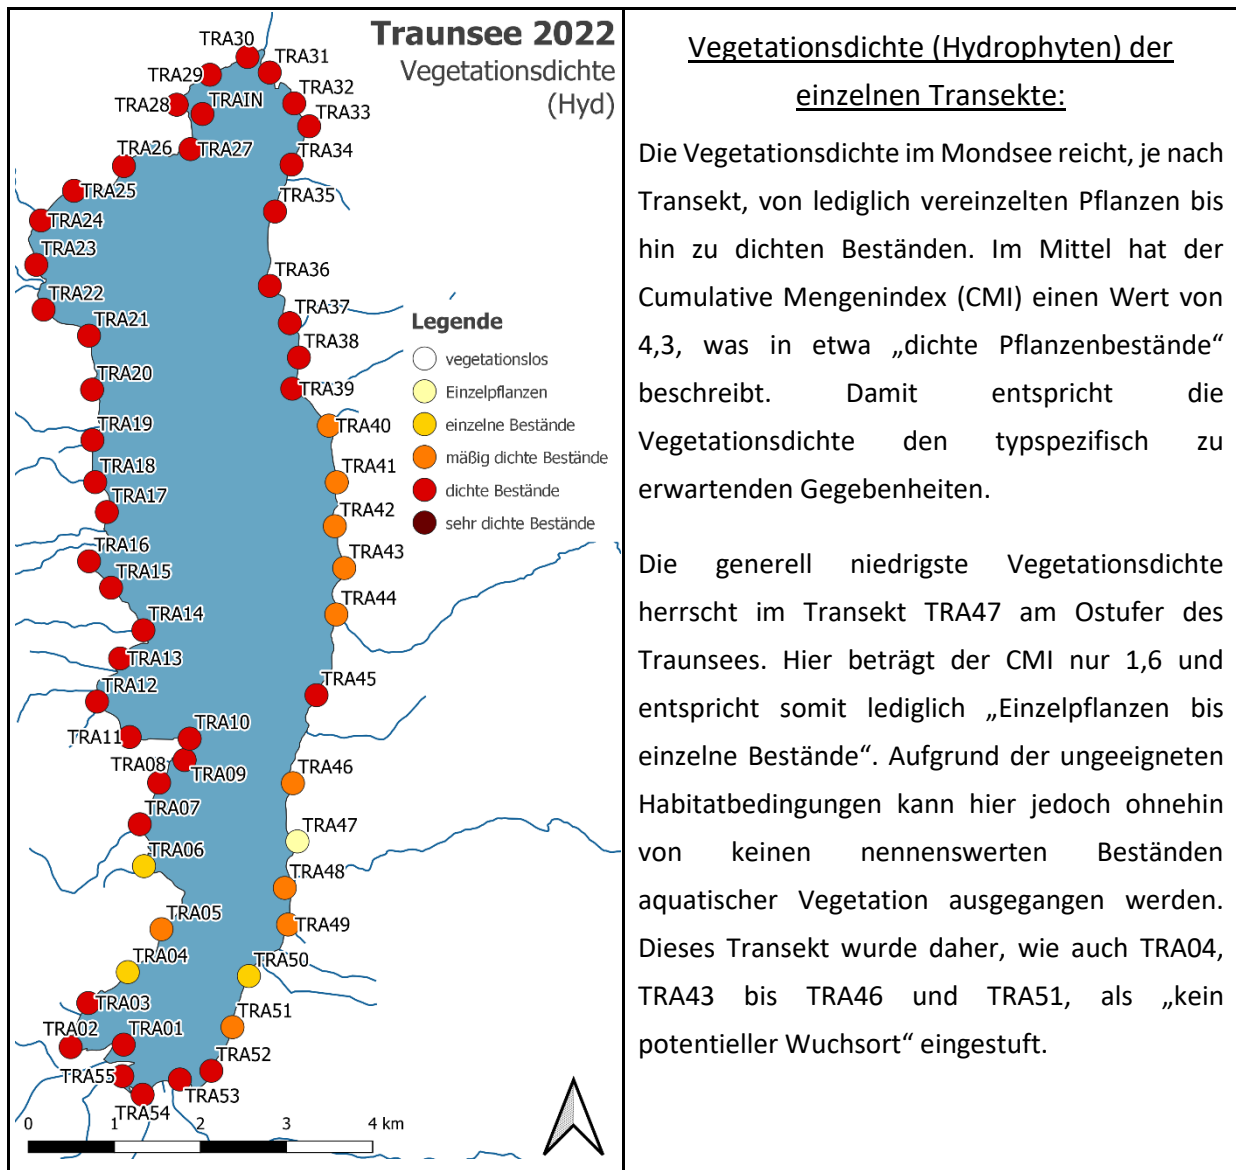 Traunsee 2022
Vegetationsdichte
(Hyd)
TRA30
TRA31
TRA29
TRA32
TRA28
TRAIN
TRA33
TRA26
TRA27
TRA34
TRA25
TRA35
TRA24
TRA23
TRA36
TRA22
TRA37
TRA21
TRA38
TRA20
TRA39
TRA19
TRA40
TRA18
TRA41
TRA17
TRA42
TRA16
TRA43
TRA15
TRA44
TRA14
TRA13
TRA12
TRA45
TRA11
TRA10
TRA08
TRA09
TRA46
TRA07
TRA47
TRA06
TRA48
TRA05
TRA49
TRA04
TRA50
TRA03
TRA51
TRA02
TRA01
TRA52
TRA55
TRA53
TRA54
Legende
vegetationslos
Einzelpflanzen
einzelne Bestände
mäßig dichte Bestände
dichte Bestände
sehr dichte Bestände
0 1 2 3 4 km
Vegetationsdichte (Hydrophyten) der
einzelnen Transekte:
Die Vegetationsdichte im Mondsee reicht, je nach
Transekt, von lediglich vereinzelten Pflanzen bis
hin zu dichten Beständen. Im Mittel hat der
Cumulative Mengenindex (CMI) einen Wert von
4,3, was in etwa „dichte Pflanzenbestände“
beschreibt. Damit entspricht die
Vegetationsdichte den typspezifisch zu
erwartenden Gegebenheiten.
Die generell niedrigste Vegetationsdichte
herrscht im Transekt TRA47 am Ostufer des
Traunsees. Hier beträgt der CMI nur 1,6 und
entspricht somit lediglich „Einzelpflanzen bis
einzelne Bestände“. Aufgrund der ungeeigneten
Habitatbedingungen kann hier jedoch ohnehin
von keinen nennenswerten Beständen
aquatischer Vegetation ausgegangen werden.
Dieses Transekt wurde daher, wie auch TRA04,
TRA43 bis TRA46 und TRA51, als „kein
potentieller Wuchsort“ eingestuft.